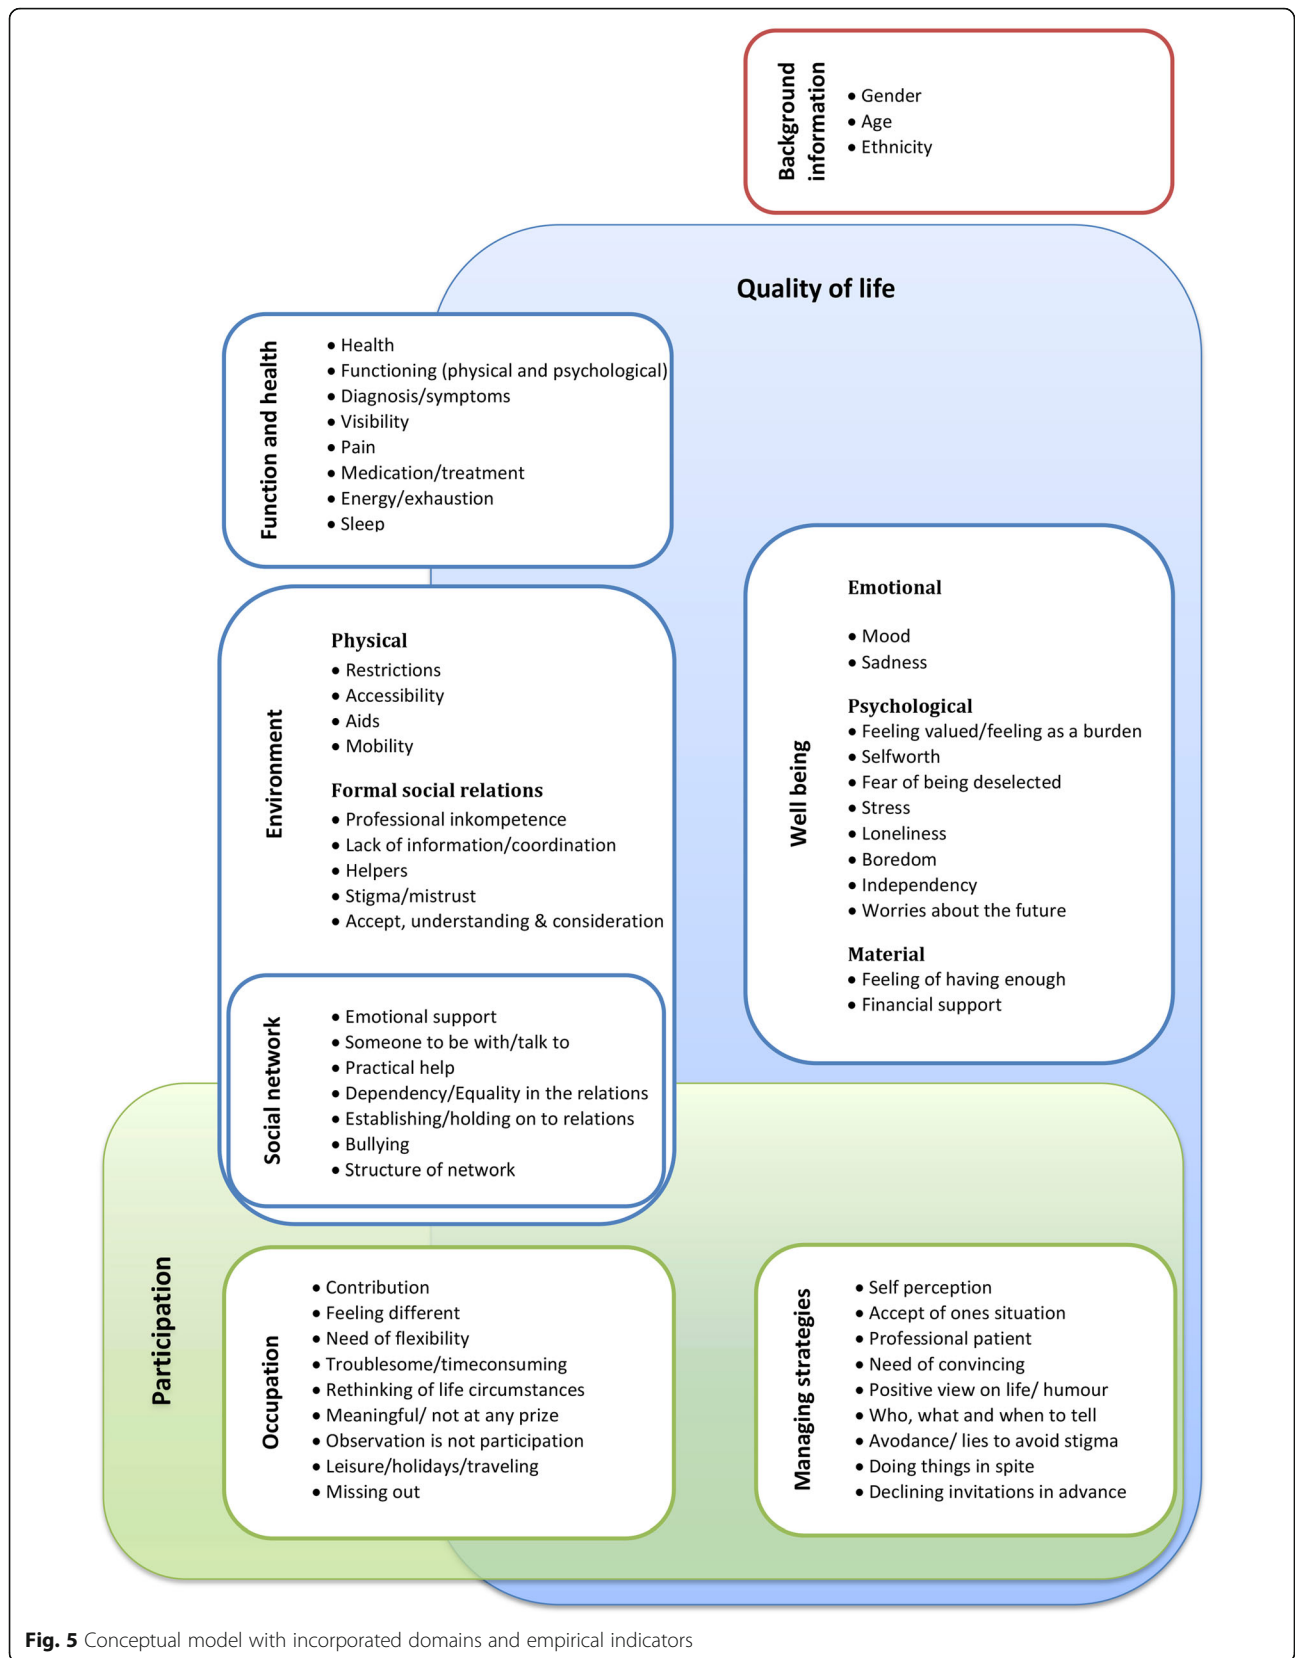 Background
information
• Gender
• Age
• Ethnicity
Quality of life
Function and health
• Health
• Functioning (physical and psychological)
• Diagnosis/symptoms
• Visibility
• Pain
• Medication/treatment
• Energy/exhaustion
• Sleep
Environment
Physical
• Restrictions
• Accessibility
• Aids
• Mobility
Formal social relations
• Professional inkompetence
• Lack of information/coordination
• Helpers
• Stigma/mistrust
• Accept, understanding & consideration
Social network
• Emotional support
• Someone to be with/talk to
• Practical help
• Dependency/Equality in the relations
• Establishing/holding on to relations
• Bullying
• Structure of network
Well being
Emotional
• Mood
• Sadness
Psychological
• Feeling valued/feeling as a burden
• Selfworth
• Fear of being deselected
• Stress
• Loneliness
• Boredom
• Independency
• Worries about the future
Material
• Feeling of having enough
• Financial support
Participation
Occupation
• Contribution
• Feeling different
• Need of flexibility
• Troublesome/timeconsuming
• Rethinking of life circumstances
• Meaningful/ not at any prize
• Observation is not participation
• Leisure/holidays/traveling
• Missing out
Managing strategies
• Self perception
• Accept of ones situation
• Professional patient
• Need of convincing
• Positive view on life/ humour
• Who, what and when to tell
• Avodance/ lies to avoid stigma
• Doing things in spite
• Declining invitations in advance
Fig. 5 Conceptual model with incorporated domains and empirical indicators